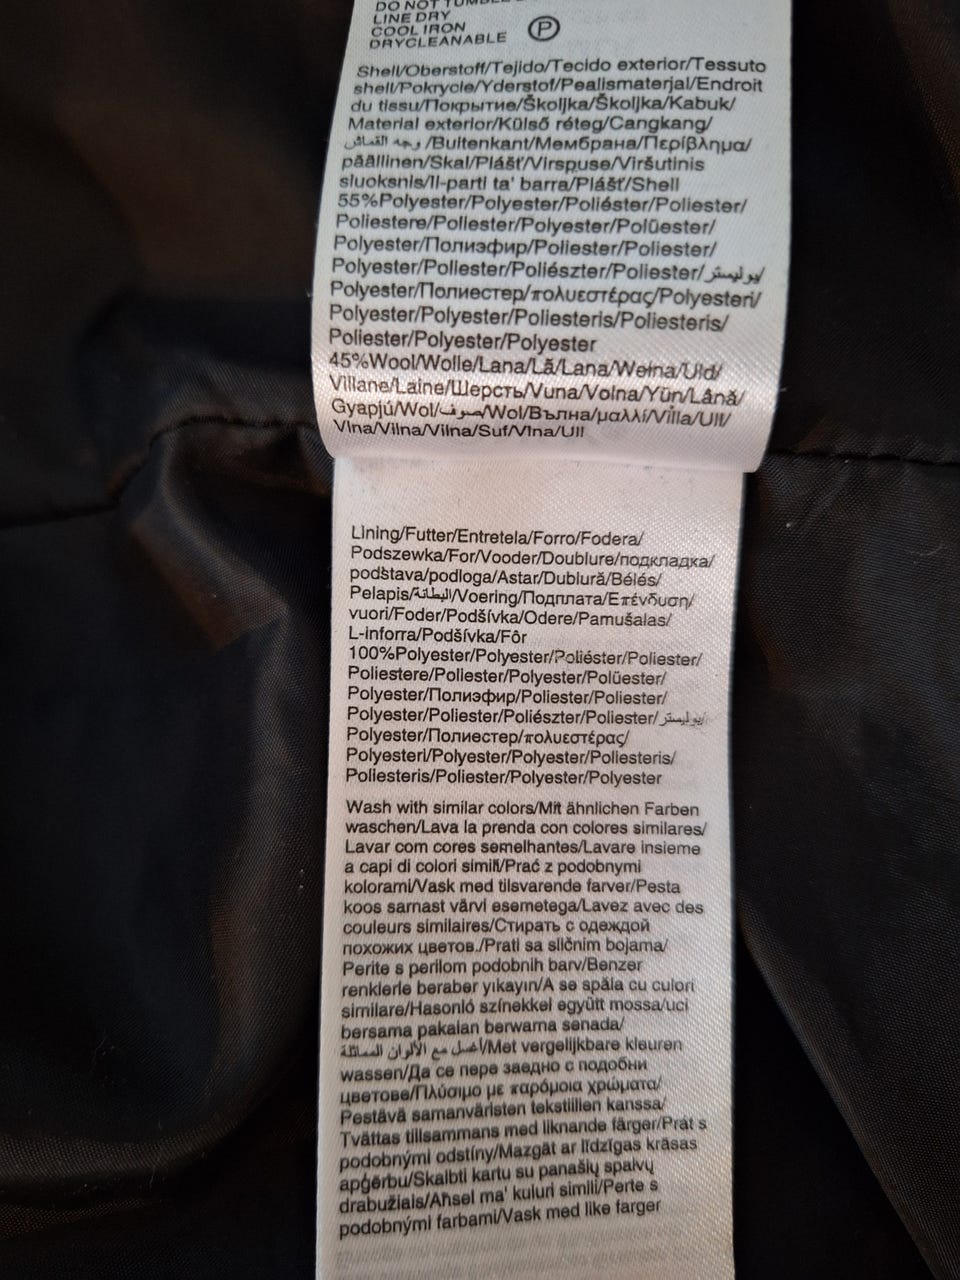 DO NOT TUMBLE D
LINE DRY
COOL IRON
DRYCLEANABLE
P
Shell/Oberstoff/Tejido/Tecido exterior/Tessuto
shell/Pokrycie/Yderstof/Pealismaterjal/Endroit
du tissu/Покрытие/Školjka/Školjka/Kabuk/
Material exterior/Külső réteg/Cangkang/
وجه القماش/Buitenkant/Мембрана/Περίβλημα/
päällinen/Skal/Plášť/Virspuse/Viršutinis
sluoksnis/Il-parti ta' barra/Plášť/Shell
55%Polyester/Polyester/Poliéster/Poliester/
Poliestere/Poliester/Polyester/Polüester/
Polyester/Полиэфир/Poliester/Poliester/
Polyester/Poliester/Poliészter/Poliester/بوليستر/
Polyester/Полиестер/πολυεστέρας/Polyesteri/
Polyester/Polyester/Poliesteris/Poliesteris/
Poliester/Polyester/Polyester
45%Wool/Wolle/Lana/Lã/Lana/Wełna/Uld/
Villane/Laine/Шерсть/Vuna/Volna/Yün/Lână/
Gyapjú/Wol/صوف/Wol/Вълна/μαλλί/Villa/Ull/
Vlna/Vilna/Vilna/Suf/Vlna/Ull
Lining/Futter/Entretela/Forro/Fodera/
Podszewka/For/Vooder/Doublure/подкладка/
podstava/podloga/Astar/Dublură/Bélés/
Pelapis/البطانة/Voering/Подплата/Επένδυση/
vuori/Foder/Podšívka/Odere/Pamušalas/
L-inforra/Podšívka/Fôr
100%Polyester/Polyester/Poliéster/Poliester/
Poliestere/Poliester/Polyester/Polüester/
Polyester/Полиэфир/Poliester/Poliester/
Polyester/Poliester/Poliészter/Poliester/بوليستر/
Polyester/Полиестер/πολυεστέρας/
Polyesteri/Polyester/Polyester/Poliesteris/
Poliesteris/Poliester/Polyester/Polyester
Wash with similar colors/Mit ähnlichen Farben
waschen/Lava la prenda con colores similares/
Lavar com cores semelhantes/Lavare insieme
a capi di colori simili/Prać z podobnymi
kolorami/Vask med tilsvarende farver/Pesta
koos sarnast värvi esemetega/Lavez avec des
couleurs similaires/Стирать с одеждой
похожих цветов./Prati sa sličnim bojama/
Perite s perilom podobnih barv/Benzer
renklerle beraber yıkayın/A se spăla cu culori
similare/Hasonló színekkel együtt mossa/uci
bersama pakaian berwarna senada/
اغسل مع الألوان المماثلة/Met vergelijkbare kleuren
wassen/Да се пере заедно с подобни
цветове/Πλύσιμο με παρόμοια χρώματα/
Pestävä samanväristen tekstiilien kanssa/
Tvättas tillsammans med liknande färger/Prát s
podobnými odstíny/Mazgāt ar līdzīgas krāsas
apģērbu/Skalbti kartu su panašių spalvų
drabužiais/Aħsel ma' kuluri simili/Perte s
podobnými farbami/Vask med like farger